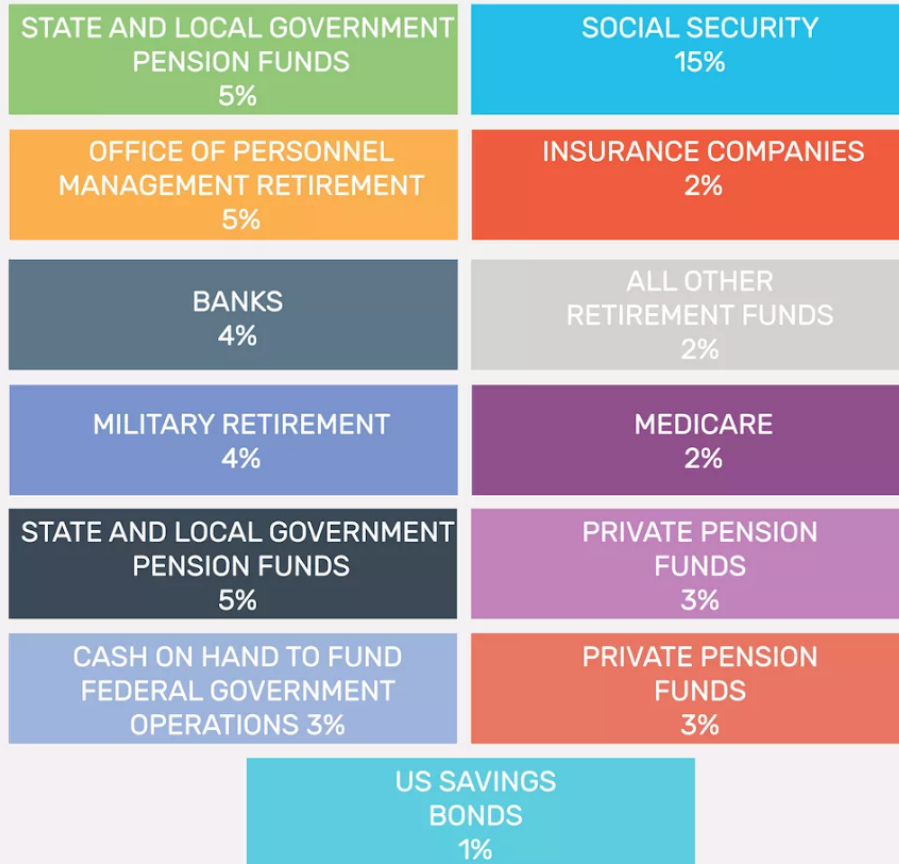 STATE AND LOCAL GOVERNMENT
PENSION FUNDS
5%
SOCIAL SECURITY
15%
OFFICE OF PERSONNEL
MANAGEMENT RETIREMENT
5%
INSURANCE COMPANIES
2%
BANKS
4%
ALL OTHER
RETIREMENT FUNDS
2%
MILITARY RETIREMENT
4%
MEDICARE
2%
STATE AND LOCAL GOVERNMENT
PENSION FUNDS
5%
PRIVATE PENSION
FUNDS
3%
CASH ON HAND TO FUND
FEDERAL GOVERNMENT
OPERATIONS 3%
PRIVATE PENSION
FUNDS
3%
US SAVINGS
BONDS
1%